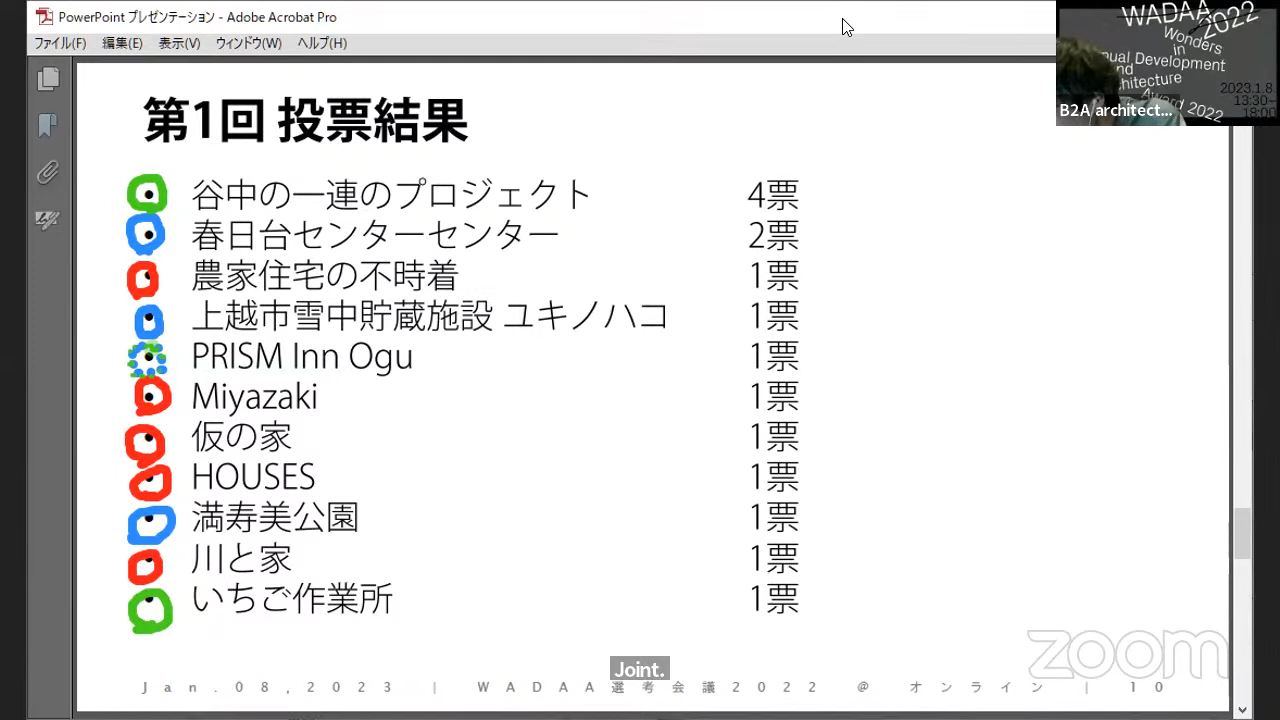 PowerPoint プレゼンテーション - Adobe Acrobat Pro
ファイル(F) 編集(E) 表示(V) ウィンドウ(W) ヘルプ(H)
WADAA 2022
Wonders
in
nual Development
nd
chitecture
Award 2022
2023.1.8
13:30–
18:00
B2A architect...
第1回 投票結果
谷中の一連のプロジェクト 4票
春日台センターセンター 2票
農家住宅の不時着 1票
上越市雪中貯蔵施設 ユキノハコ 1票
PRISM Inn Ogu 1票
Miyazaki 1票
仮の家 1票
HOUSES 1票
満寿美公園 1票
川と家 1票
いちご作業所 1票
zoom
Joint.
Jan.08,2023 | WADAA選考会議2022 @ オンライン | 10